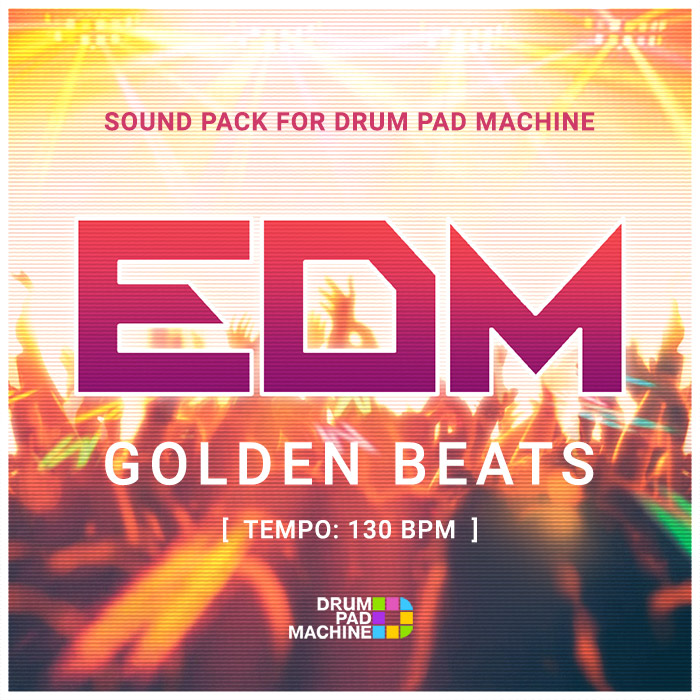 SOUND PACK FOR DRUM PAD MACHINE
EDM
GOLDEN BEATS
[ TEMPO: 130 BPM ]
DRUM
PAD
MACHINE